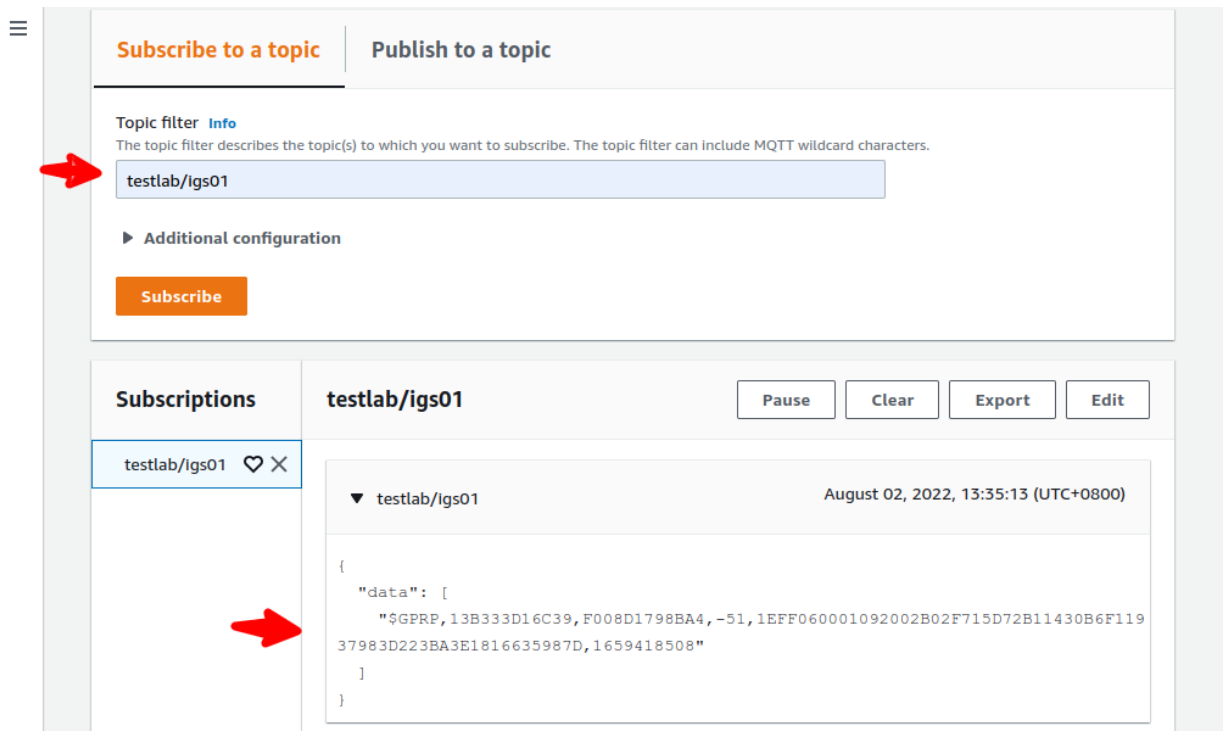 Subscribe to a topic
Publish to a topic
Topic filter Info
The topic filter describes the topic(s) to which you want to subscribe. The topic filter can include MQTT wildcard characters.
testlab/igs01
Additional configuration
Subscribe
Subscriptions
testlab/igs01
Pause
Clear
Export
Edit
testlab/igs01
testlab/igs01
August 02, 2022, 13:35:13 (UTC+0800)
{
"data": [
"$GPRP,13B333D16C39,F008D1798BA4,-51,1EFF060001092002B02F715D72B11430B6F119
37983D223BA3E1816635987D,1659418508"
]
}